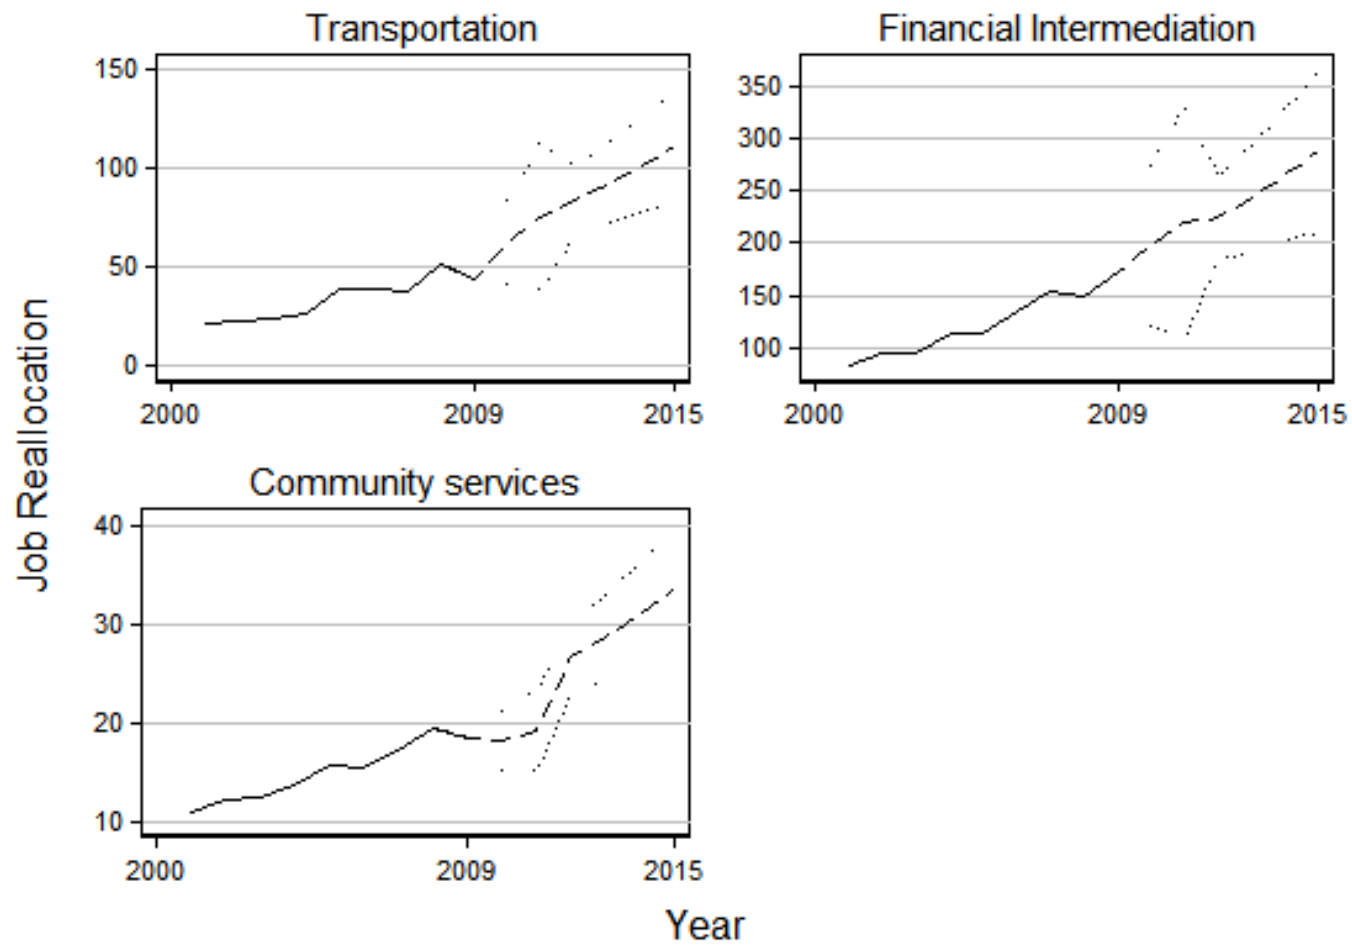 Transportation
150
100
50
0
2000 2009 2015
Financial Intermediation
350
300
250
200
150
100
2000 2009 2015
Community services
40
30
20
10
2000 2009 2015
Job Reallocation
Year